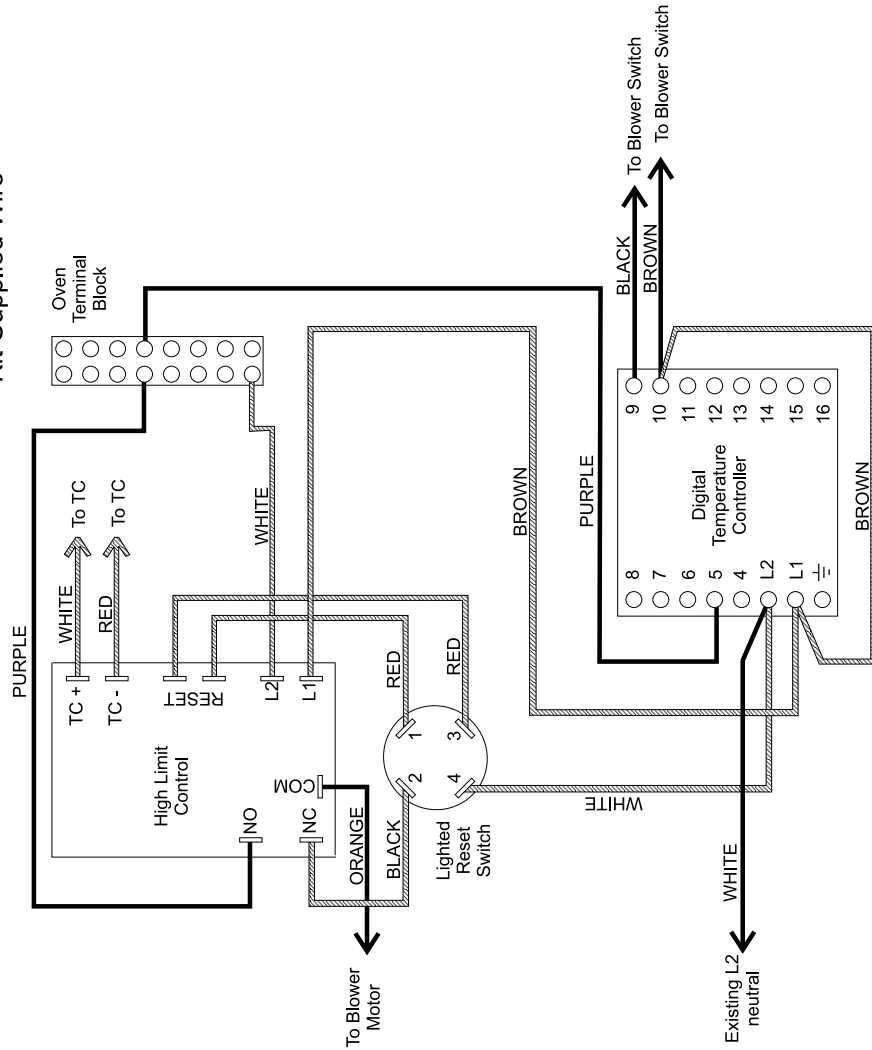 Kit Supplied Wire
Oven
Terminal
Block
PURPLE
To TC
To TC
WHITE
RED
TC +
TC -
RESET
L2
L1
High Limit
Control
COM
NO
NC
WHITE
BROWN
RED
RED
1
2
3
4
Lighted
Reset
Switch
ORANGE
BLACK
To Blower
Motor
WHITE
PURPLE
BLACK
BROWN
To Blower Switch
To Blower Switch
8
7
6
5
4
L2
L1
Digital
Temperature
Controller
9
10
11
12
13
14
15
16
BROWN
WHITE
Existing L2
neutral